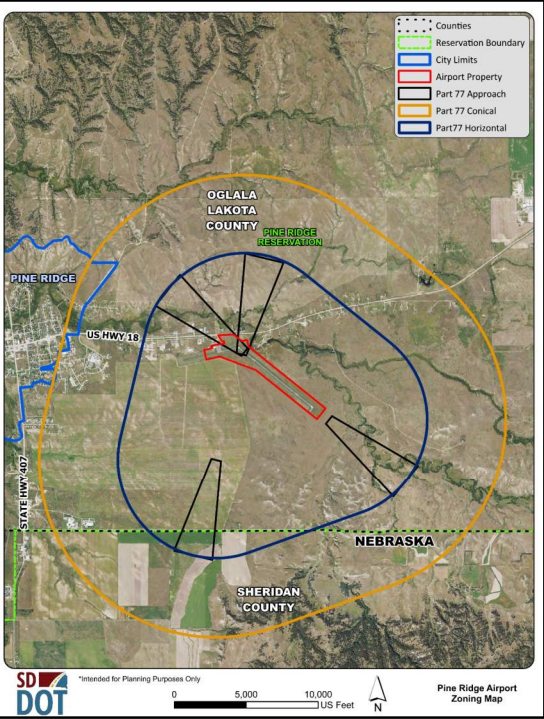 Counties
Reservation Boundary
City Limits
Airport Property
Part 77 Approach
Part 77 Conical
Part77 Horizontal
OGLALA
LAKOTA
COUNTY
PINE RIDGE
RESERVATION
PINE RIDGE
US HWY 18
STATE HWY 407
NEBRASKA
SHERIDAN
COUNTY
SD
DOT
*Intended for Planning Purposes Only
0 5,000 10,000
US Feet
N
Pine Ridge Airport
Zoning Map